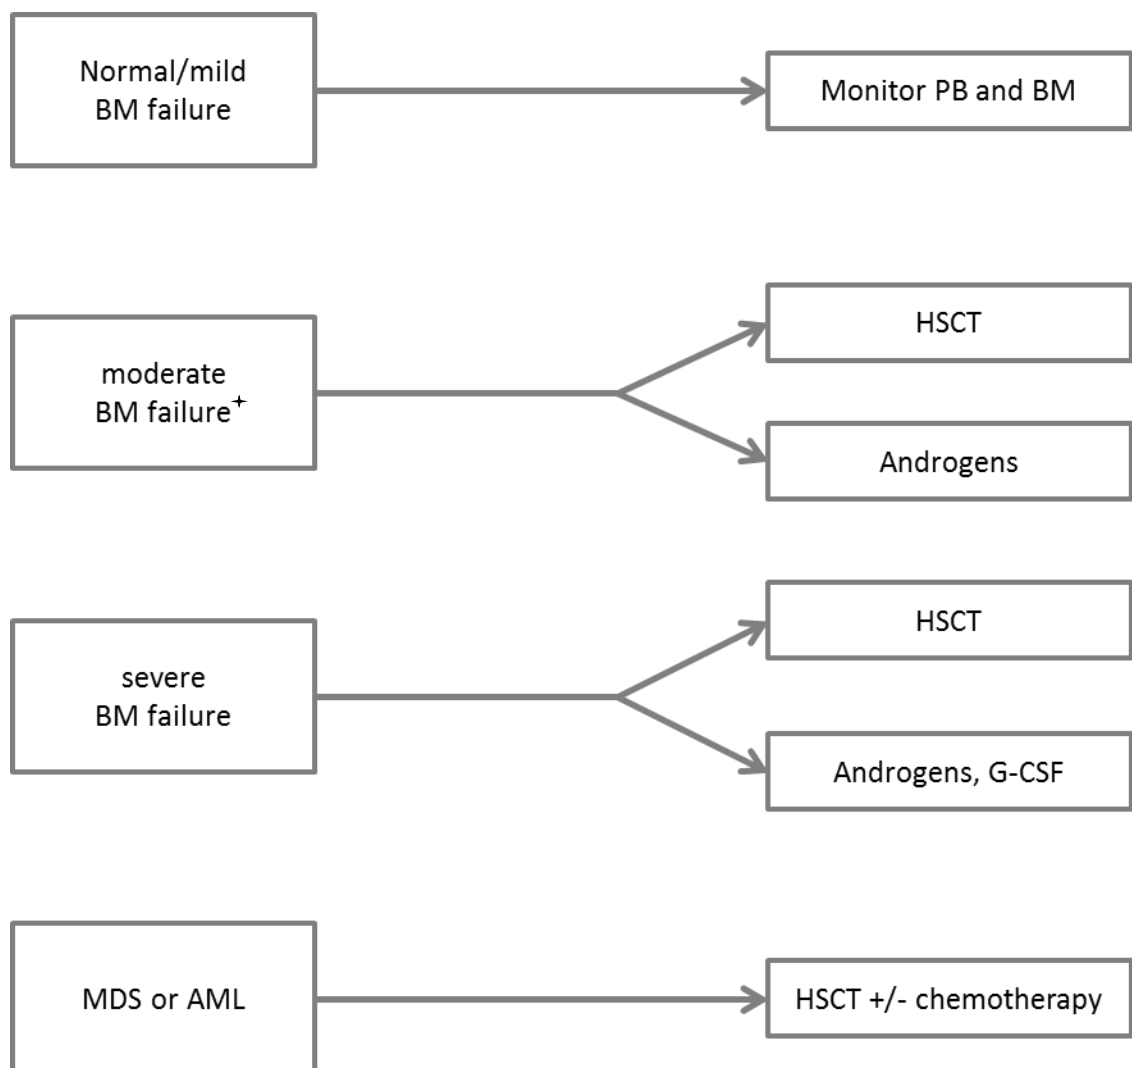 Normal/mild
BM failure
Monitor PB and BM
moderate
BM failure✦
HSCT
Androgens
severe
BM failure
HSCT
Androgens, G-CSF
MDS or AML
HSCT +/- chemotherapy